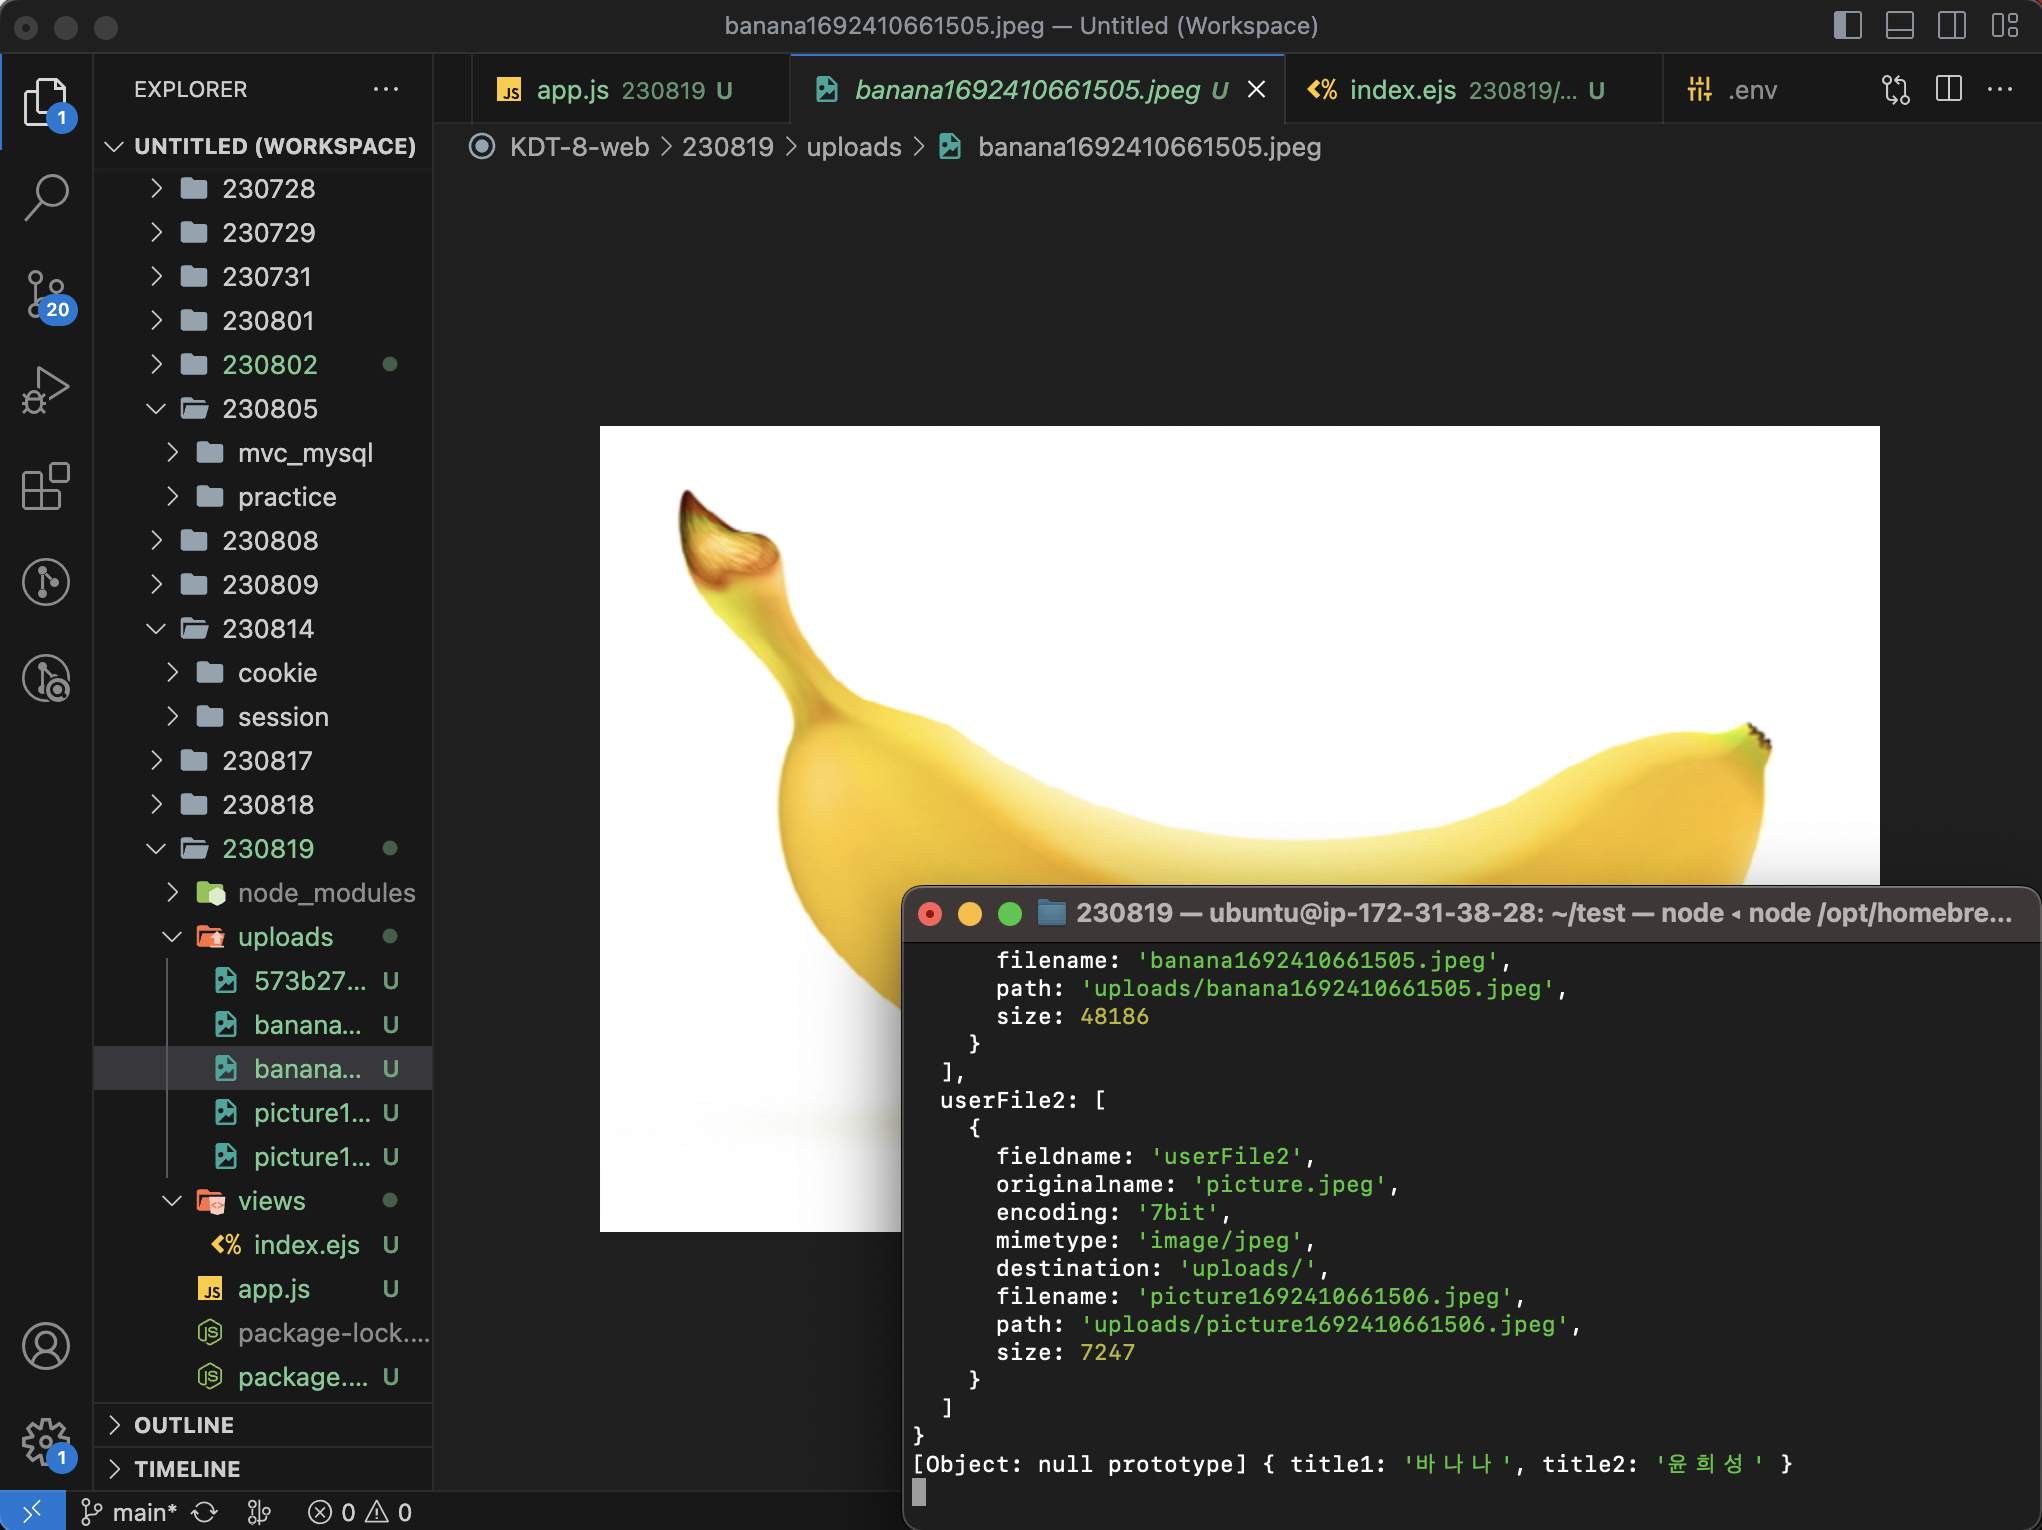 banana1692410661505.jpeg — Untitled (Workspace)
EXPLORER
UNTITLED (WORKSPACE)
230728
230729
230731
230801
230802
230805
mvc_mysql
practice
230808
230809
230814
cookie
session
230817
230818
230819
node_modules
uploads
573b27... U
banana... U
banana... U
picture1... U
picture1... U
views
index.ejs U
app.js U
package-lock....
package.... U
OUTLINE
TIMELINE
1
20
1
main* 0 0
app.js 230819 U
banana1692410661505.jpeg U
index.ejs 230819/... U
.env
KDT-8-web > 230819 > uploads > banana1692410661505.jpeg
230819 — ubuntu@ip-172-31-38-28: ~/test — node ◂ node /opt/homebre...
filename: 'banana1692410661505.jpeg',
path: 'uploads/banana1692410661505.jpeg',
size: 48186
}
],
userFile2: [
{
fieldname: 'userFile2',
originalname: 'picture.jpeg',
encoding: '7bit',
mimetype: 'image/jpeg',
destination: 'uploads/',
filename: 'picture1692410661506.jpeg',
path: 'uploads/picture1692410661506.jpeg',
size: 7247
}
]
}
[Object: null prototype] { title1: '바나나', title2: '윤희성' }